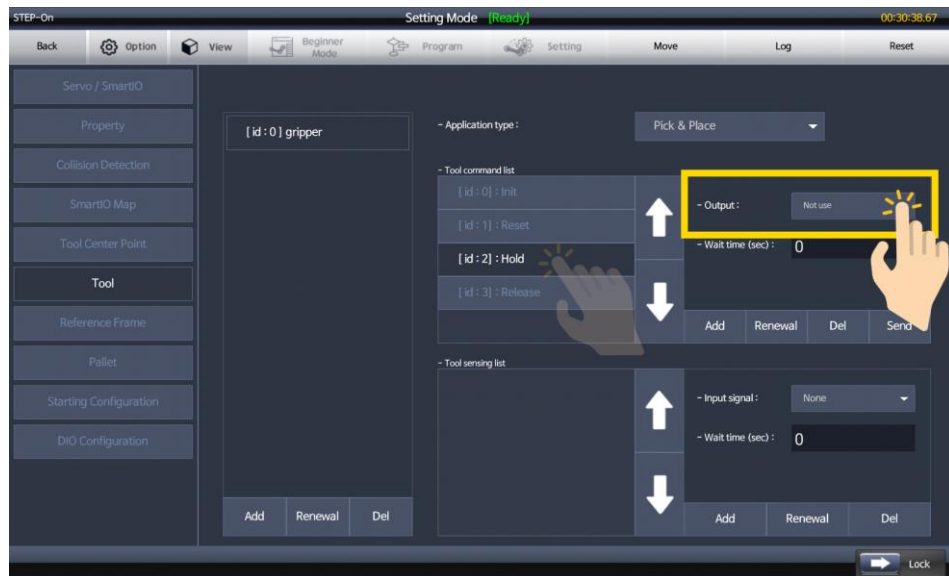 STEP-On
Setting Mode [Ready]
00:30:38.67
Back
Option
View
Beginner
Mode
Program
Setting
Move
Log
Reset
Servo / SmartIO
Property
Collision Detection
SmartIO Map
Tool Center Point
Tool
Reference Frame
Pallet
Starting Configuration
DIO Configuration
[ id : 0 ] gripper
Add
Renewal
Del
- Application type :
Pick & Place
- Tool command list
[ id : 0] : Init
[ id : 1] : Reset
[ id : 2] : Hold
[ id : 3] : Release
- Output :
Not use
- Wait time (sec) :
0
Add
Renewal
Del
Send
- Tool sensing list
- Input signal :
None
- Wait time (sec) :
0
Add
Renewal
Del
Lock